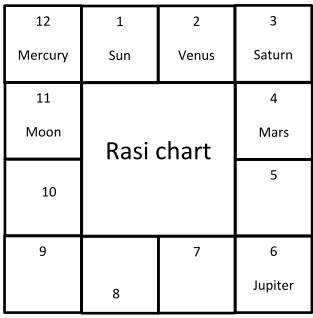 12 1 2 3
Mercury Sun Venus Saturn
11 4
Moon Mars
Rasi chart
10 5
9 7 6
8 Jupiter